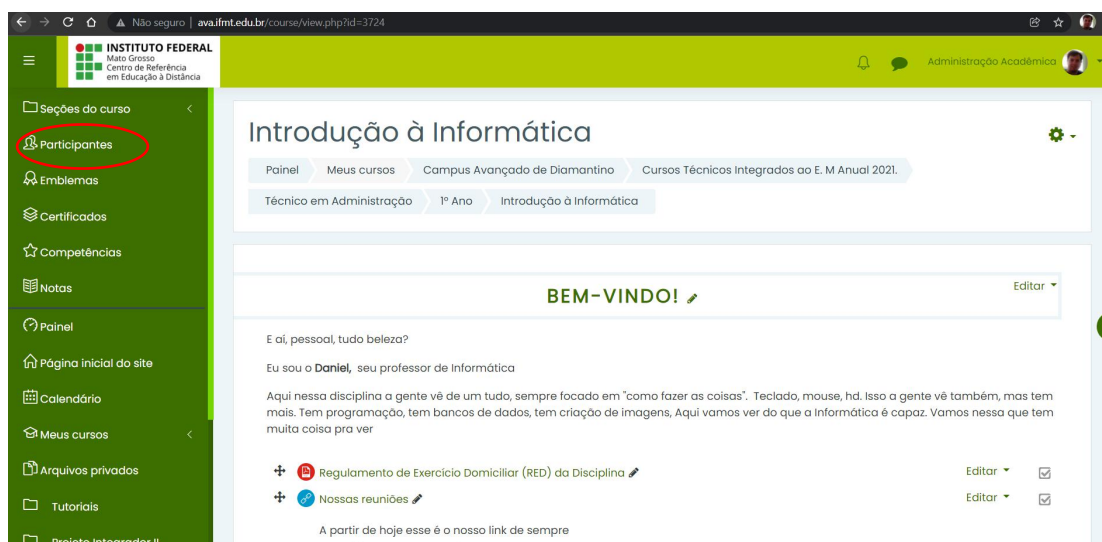 Não seguro | ava.ifmt.edu.br/course/view.php?id=3724
INSTITUTO FEDERAL
Mato Grosso
Centro de Referência
em Educação à Distância
Administração Acadêmica
Seções do curso
Participantes
Emblemas
Certificados
Competências
Notas
Painel
Página inicial do site
Calendário
Meus cursos
Arquivos privados
Tutoriais
Projeto Integrador II
Introdução à Informática
Painel Meus cursos Campus Avançado de Diamantino Cursos Técnicos Integrados ao E. M Anual 2021.
Técnico em Administração 1º Ano Introdução à Informática
Editar
BEM-VINDO!
E aí, pessoal, tudo beleza?
Eu sou o Daniel, seu professor de Informática
Aqui nessa disciplina a gente vê de um tudo, sempre focado em "como fazer as coisas". Teclado, mouse, hd. Isso a gente vê também, mas tem
mais. Tem programação, tem bancos de dados, tem criação de imagens, Aqui vamos ver do que a Informática é capaz. Vamos nessa que tem
muita coisa pra ver
Regulamento de Exercício Domiciliar (RED) da Disciplina Editar
Nossas reuniões Editar
A partir de hoje esse é o nosso link de sempre